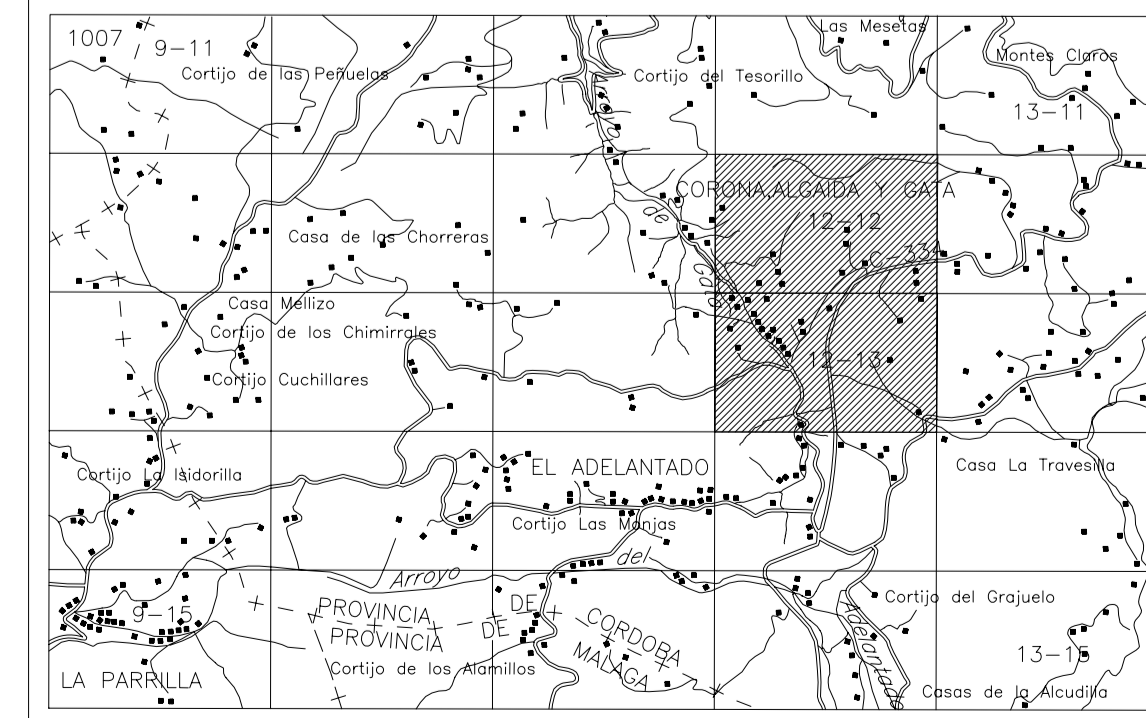 Las Mesetas
1007 9-11
Montes Claros
Cortijo de las Peñuelas
Cortijo del Tesorillo
13-11
Arroyo
CORONA,ALGAIDA Y GATA
de
12-12
Casa de las Chorreras
C-334
Gata
Casa Mellizo
Cortijo de los Chimirrales
12-13
Cortijo Cuchillares
EL ADELANTADO
Casa La Travesilla
Cortijo La Isidorilla
Cortijo Las Monjas
del
Arroyo
Cortijo del Grajuelo
PROVINCIA DE CORDOBA
9-15
PROVINCIA DE MALAGA
Adelantado
13-15
Cortijo de los Alamillos
LA PARRILLA
Casas de la Alcudilla